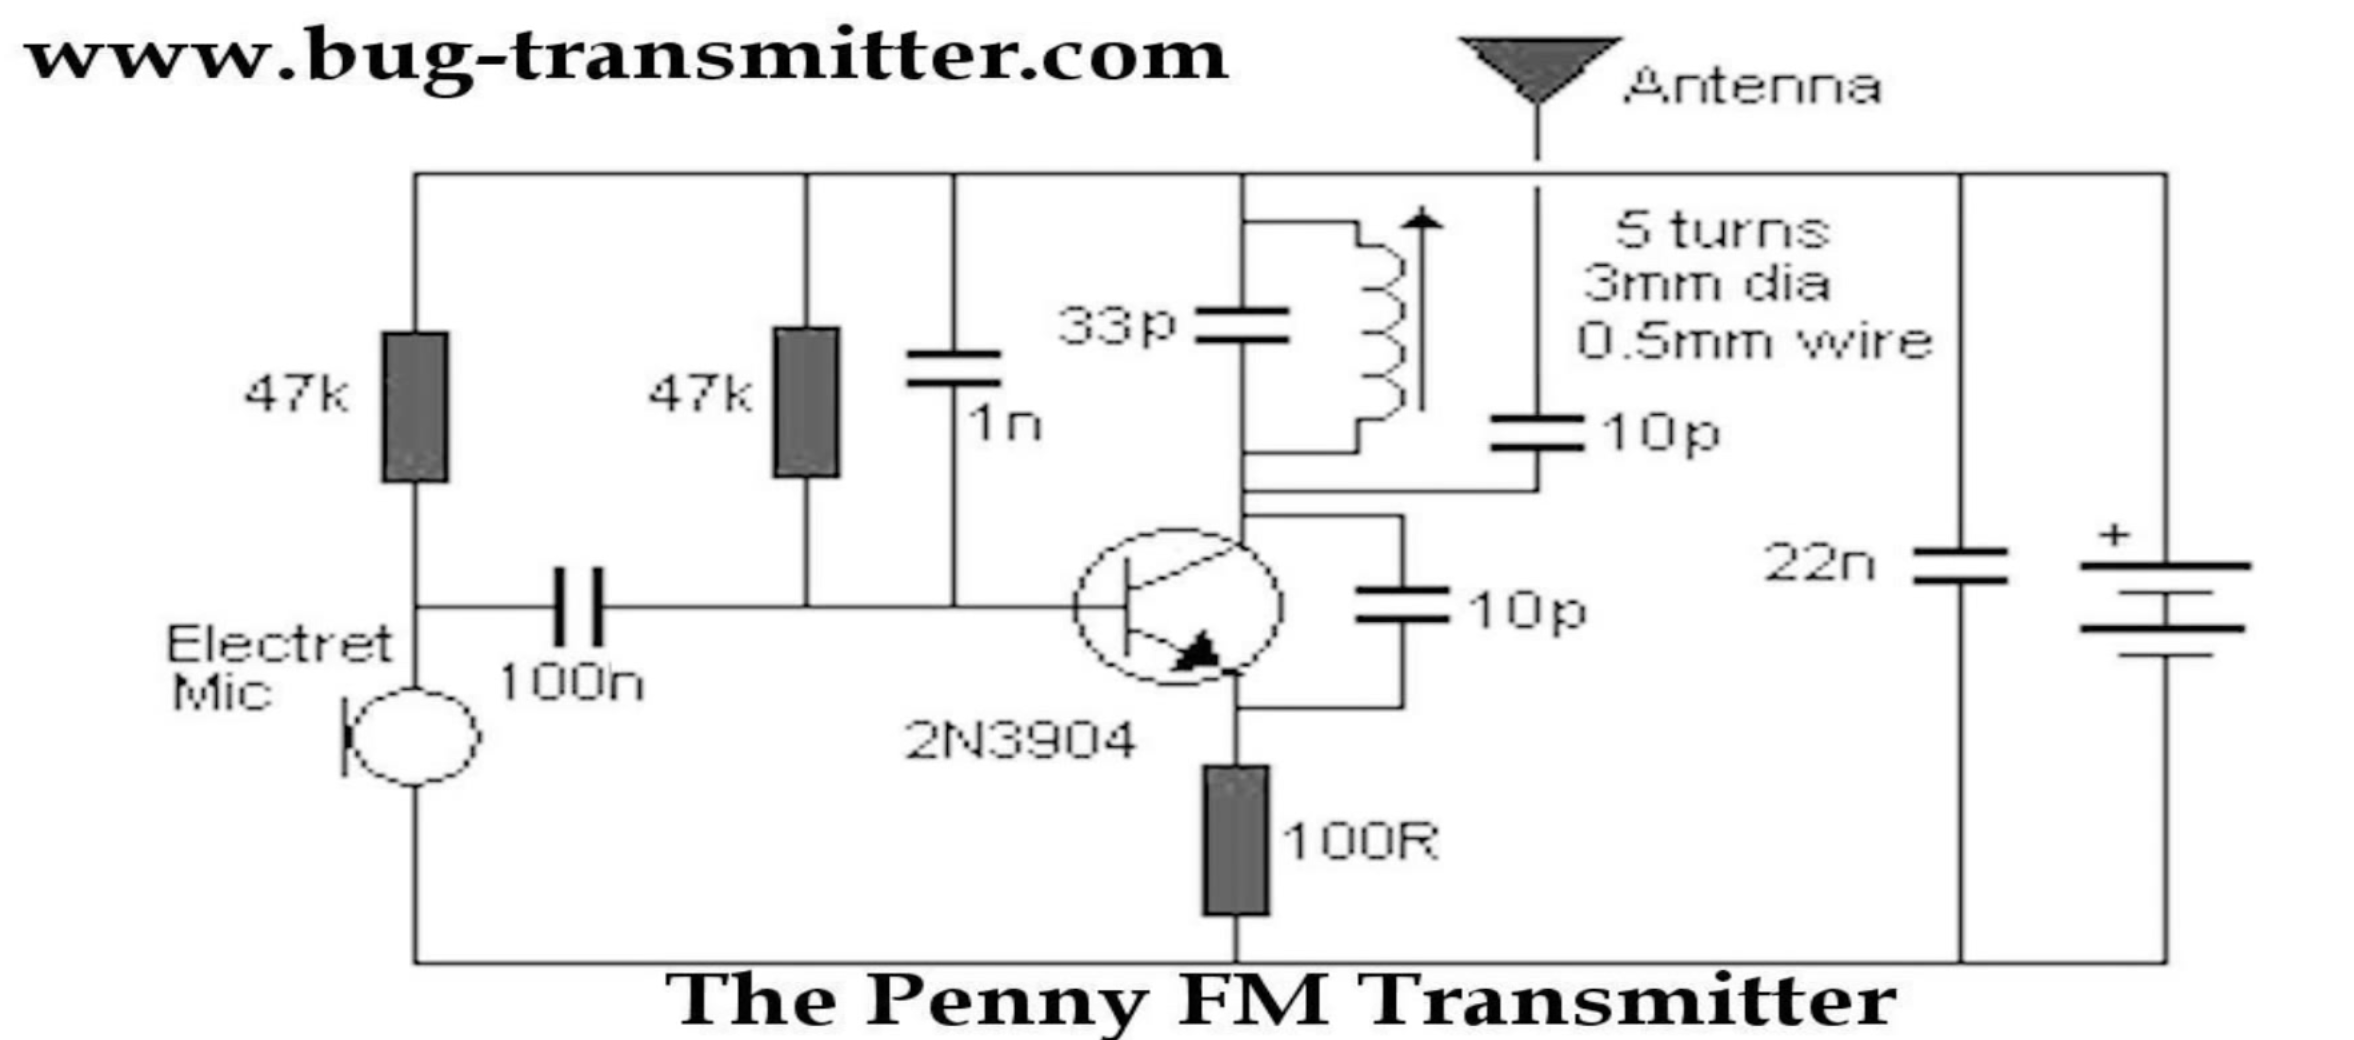 www.bug-transmitter.com
Antenna
5 turns
3mm dia
0.5mm wire
33p
47k
47k
1n
10p
+
22n
Electret
Mic
100n
10p
2N3904
100R
The Penny FM Transmitter